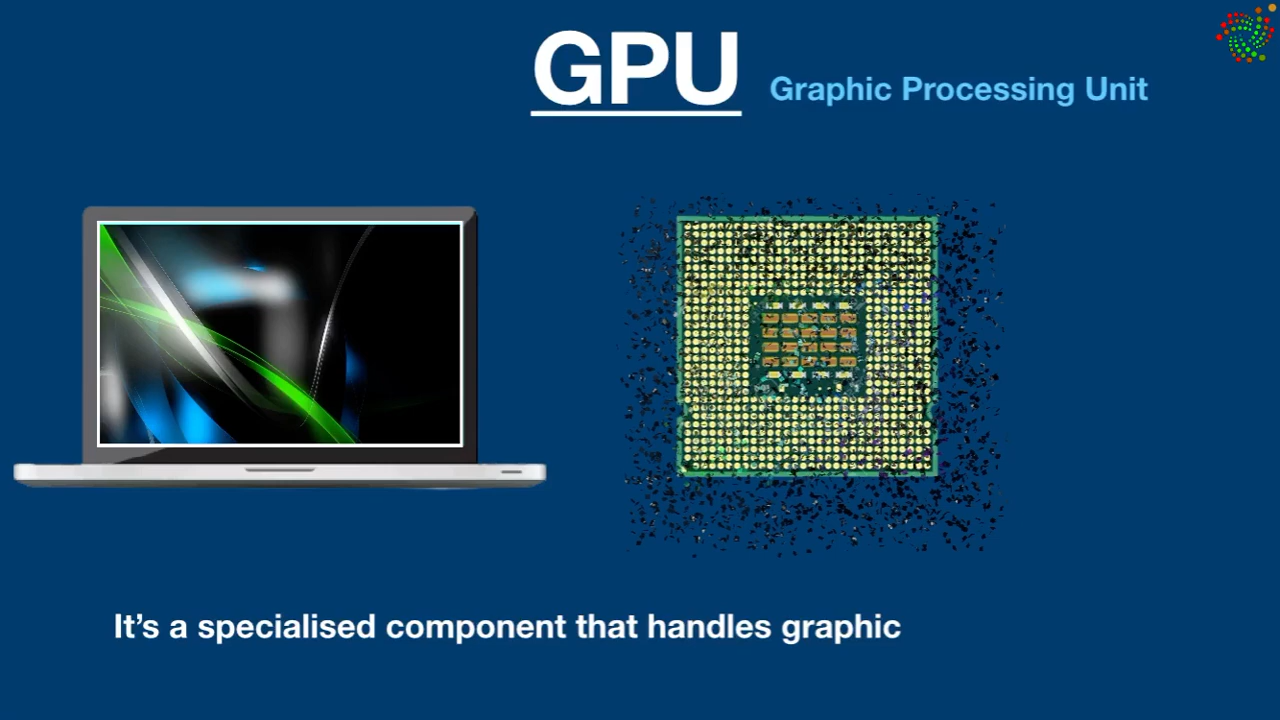 GPU
Graphic Processing Unit
It’s a specialised component that handles graphic